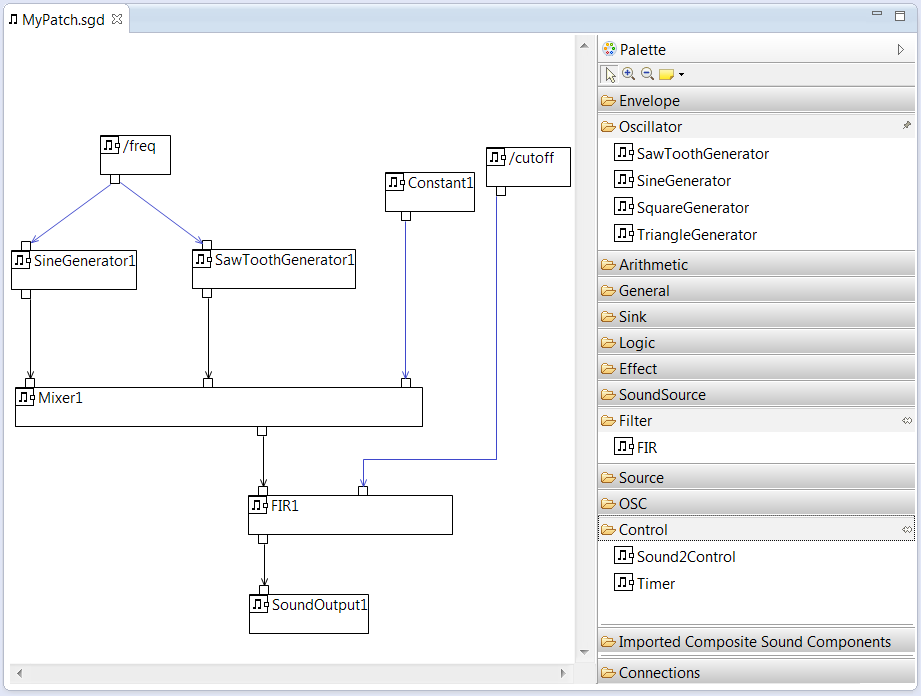 MyPatch.sgd
/freq
/cutoff
Constant1
SineGenerator1
SawToothGenerator1
Mixer1
FIR1
SoundOutput1
Palette
Envelope
Oscillator
SawToothGenerator
SineGenerator
SquareGenerator
TriangleGenerator
Arithmetic
General
Sink
Logic
Effect
SoundSource
Filter
FIR
Source
OSC
Control
Sound2Control
Timer
Imported Composite Sound Components
Connections